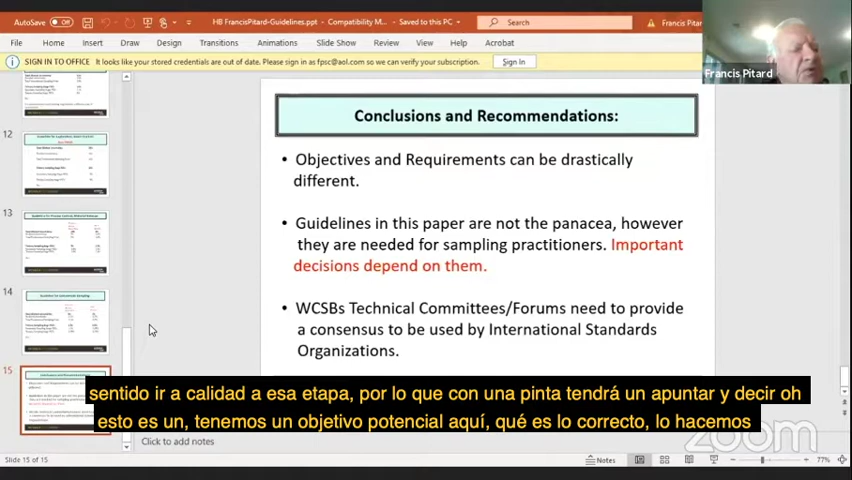 AutoSave Off HB FrancisPitard-Guidelines.ppt - Compatibility M... - Saved to this PC Search Francis Pitard
File Home Insert Draw Design Transitions Animations Slide Show Review View Help Acrobat
SIGN IN TO OFFICE It looks like your stored credentials are out of date. Please sign in as fpsc@aol.com so we can verify your subscription. Sign In
Francis Pitard
12
13
14
15
Conclusions and Recommendations:
• Objectives and Requirements can be drastically
different.
• Guidelines in this paper are not the panacea, however
they are needed for sampling practitioners. Important
decisions depend on them.
• WCSBs Technical Committees/Forums need to provide
a consensus to be used by International Standards
Organizations.
sentido ir a calidad a esa etapa, por lo que con una pinta tendrá un apuntar y decir oh
esto es un, tenemos un objetivo potencial aquí, qué es lo correcto, lo hacemos
zoom
Click to add notes
Slide 15 of 15 Notes 77%